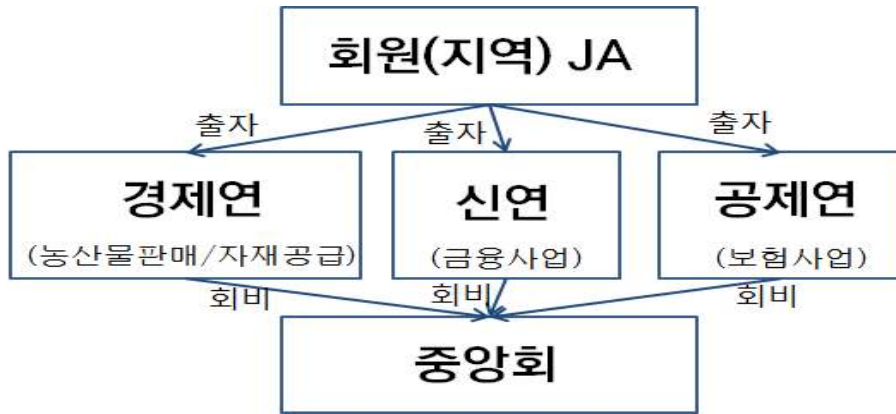 회원(지역) JA
출자 출자 출자
경제연 신연 공제연
(농산물판매/자재공급) (금융사업) (보험사업)
회비 회비 회비
중앙회